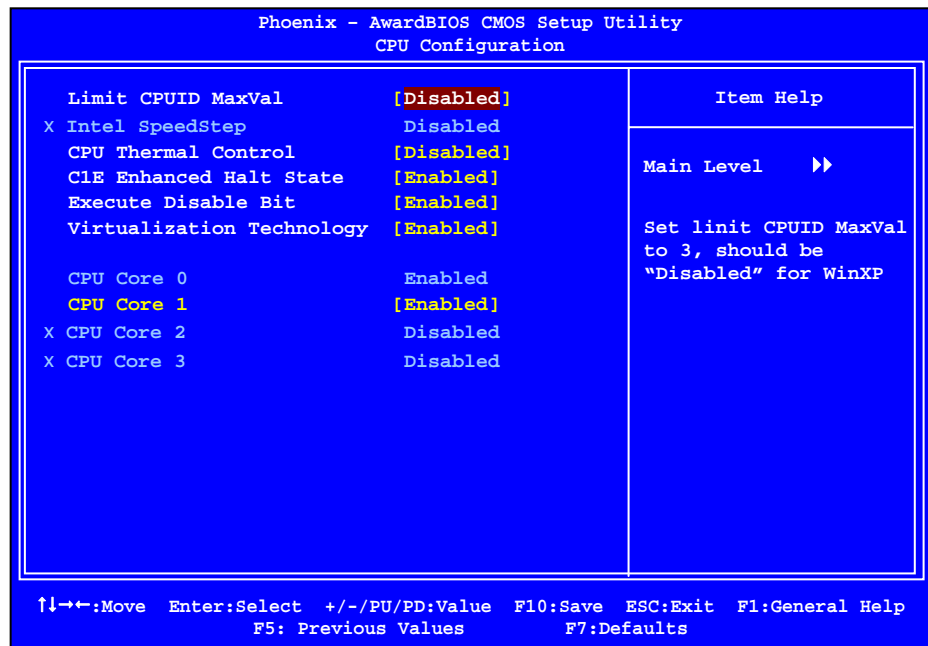 Phoenix – AwardBIOS CMOS Setup Utility
CPU Configuration
Limit CPUID MaxVal [Disabled]
X Intel SpeedStep Disabled
CPU Thermal Control [Disabled]
C1E Enhanced Halt State [Enabled]
Execute Disable Bit [Enabled]
Virtualization Technology [Enabled]
CPU Core 0 Enabled
CPU Core 1 [Enabled]
X CPU Core 2 Disabled
X CPU Core 3 Disabled
Item Help
Main Level
Set linit CPUID MaxVal
to 3, should be
“Disabled” for WinXP
↑↓→←:Move Enter:Select +/-/PU/PD:Value F10:Save ESC:Exit F1:General Help
F5: Previous Values F7:Defaults